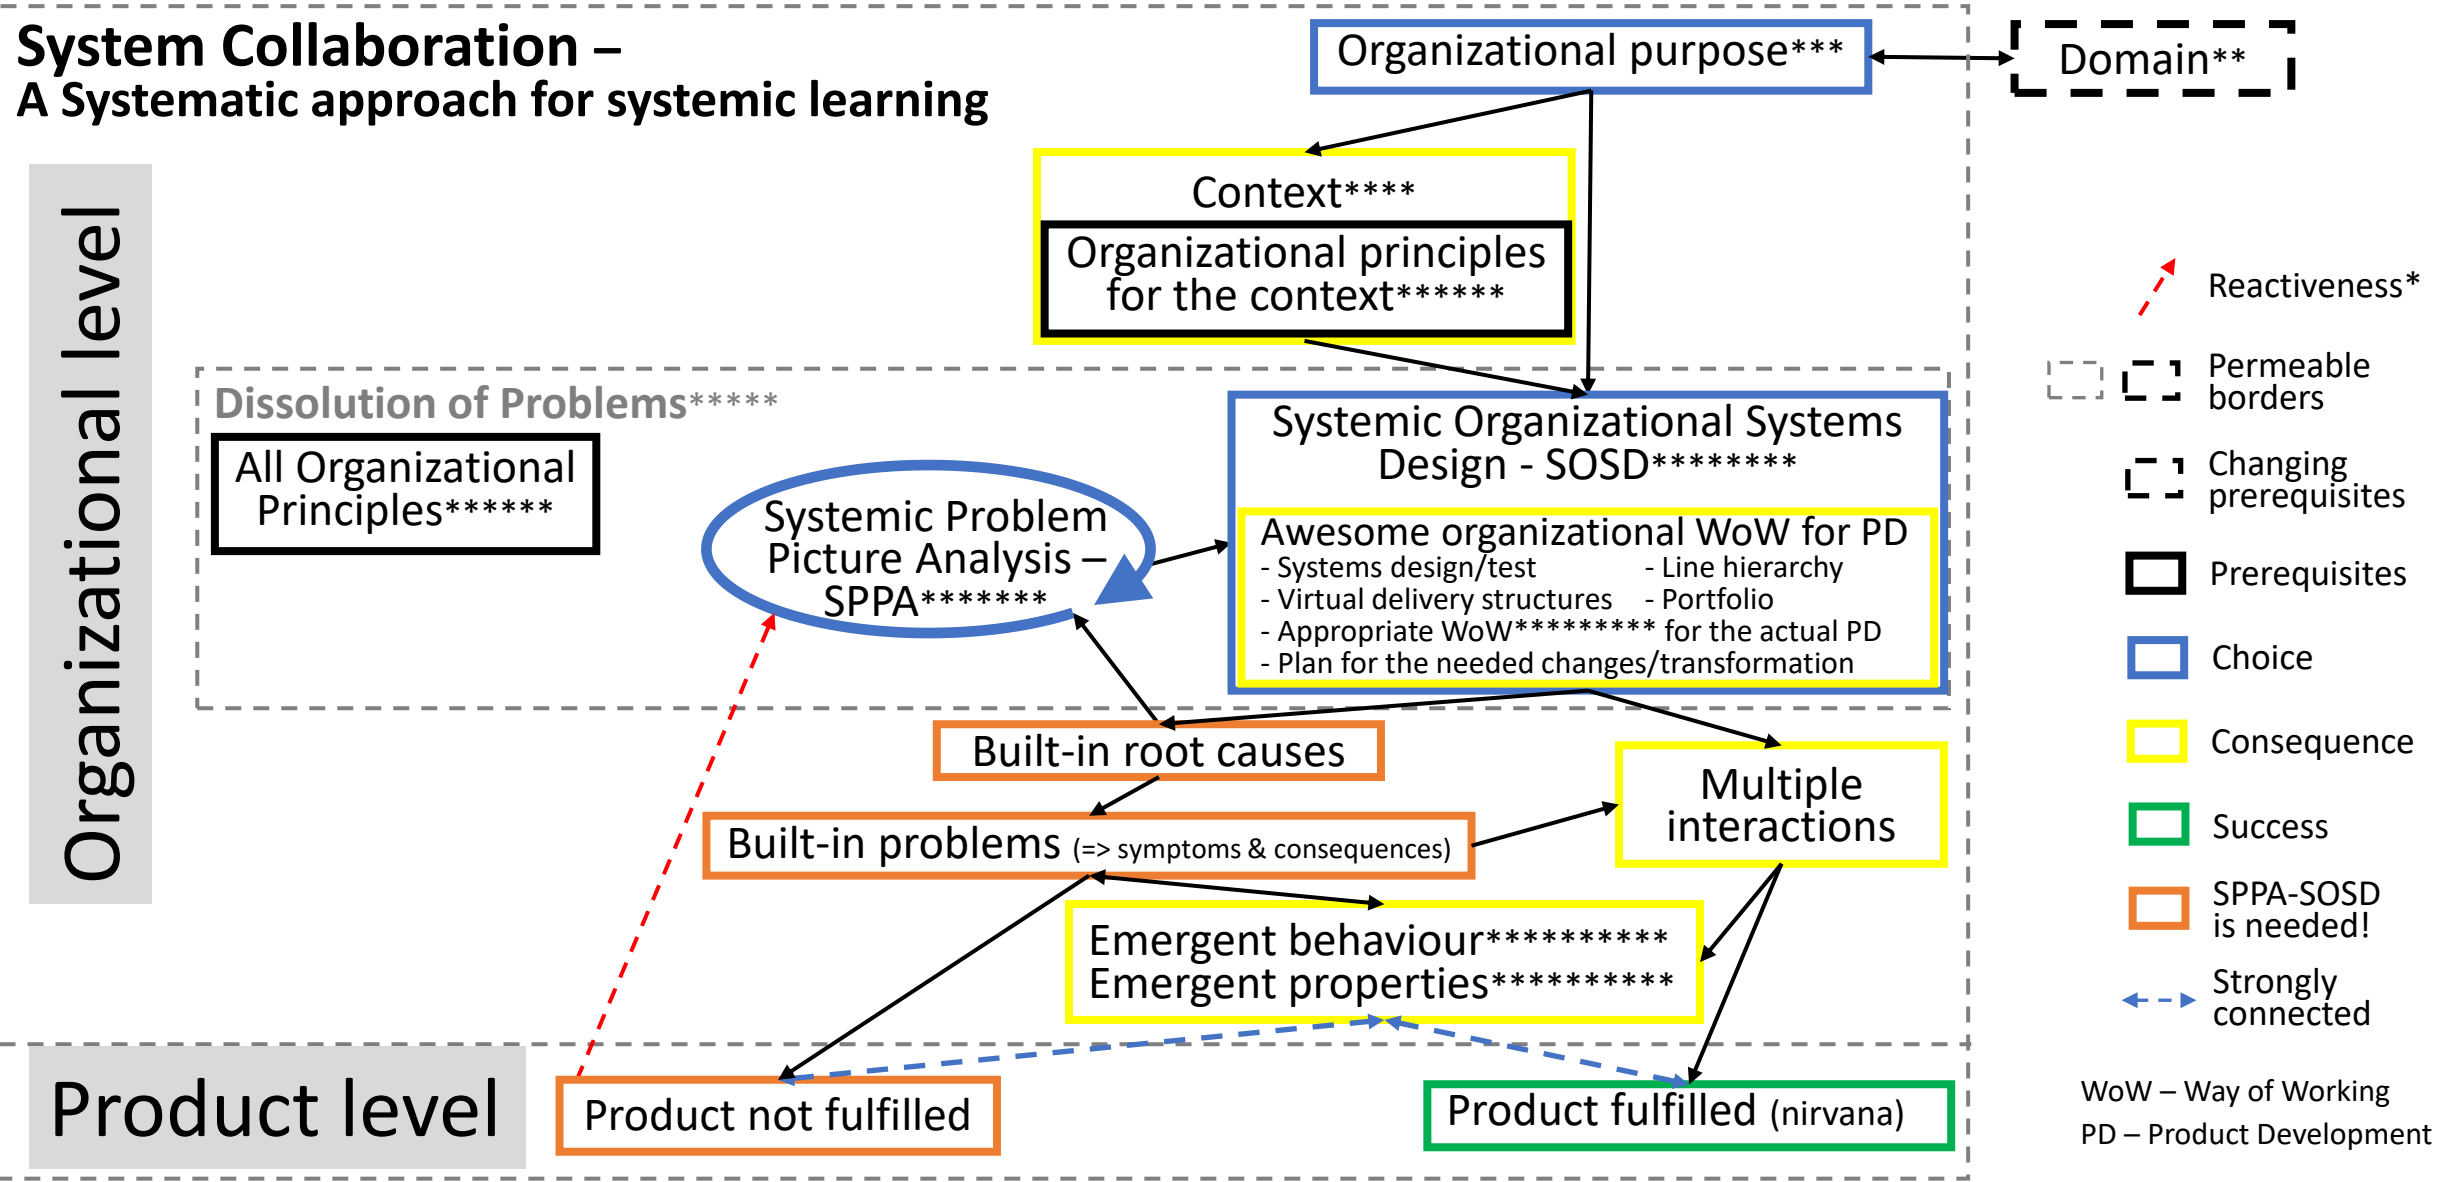 System Collaboration –
A Systematic approach for systemic learning
Organizational purpose***
Domain**
Context****
Organizational principles
for the context******
Organizational level
Dissolution of Problems*****
All Organizational
Principles******
Systemic Problem
Picture Analysis –
SPPA*******
Systemic Organizational Systems
Design - SOSD********
Awesome organizational WoW for PD
- Systems design/test - Line hierarchy
- Virtual delivery structures - Portfolio
- Appropriate WoW********* for the actual PD
- Plan for the needed changes/transformation
Built-in root causes
Built-in problems (=> symptoms & consequences)
Multiple
interactions
Emergent behaviour**********
Emergent properties**********
Product level
Product not fulfilled
Product fulfilled (nirvana)
Reactiveness*
Permeable
borders
Changing
prerequisites
Prerequisites
Choice
Consequence
Success
SPPA-SOSD
is needed!
Strongly
connected
WoW – Way of Working
PD – Product Development